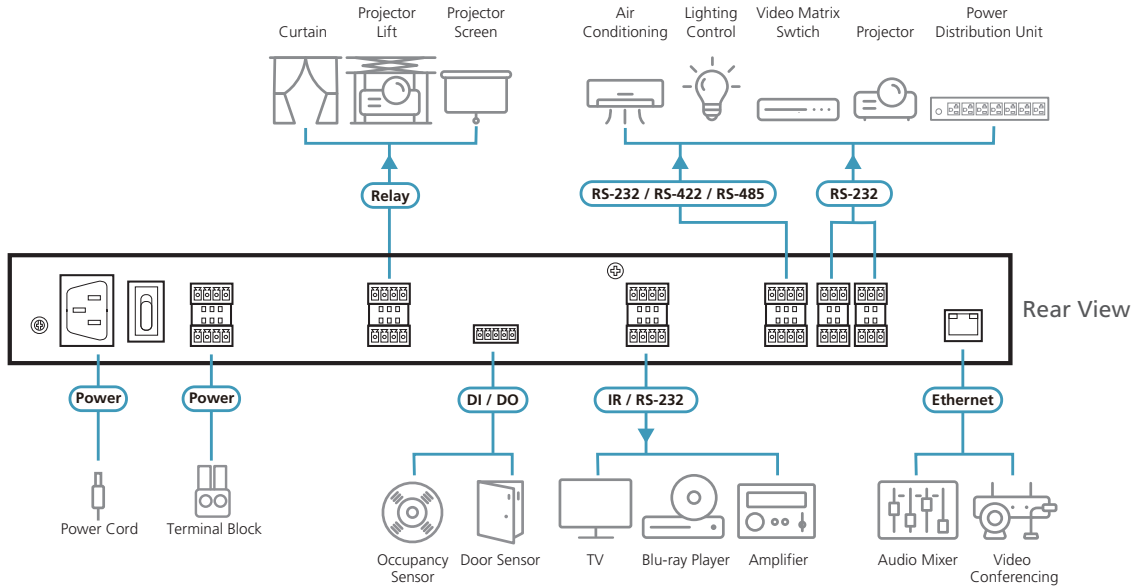 Curtain
Projector
Lift
Projector
Screen
Air
Conditioning
Lighting
Control
Video Matrix
Swtich
Projector
Power
Distribution Unit
Relay
RS-232 / RS-422 / RS-485
RS-232
Rear View
Power
Power
DI / DO
IR / RS-232
Ethernet
Power Cord
Terminal Block
Occupancy
Sensor
Door Sensor
TV
Blu-ray Player
Amplifier
Audio Mixer
Video
Conferencing